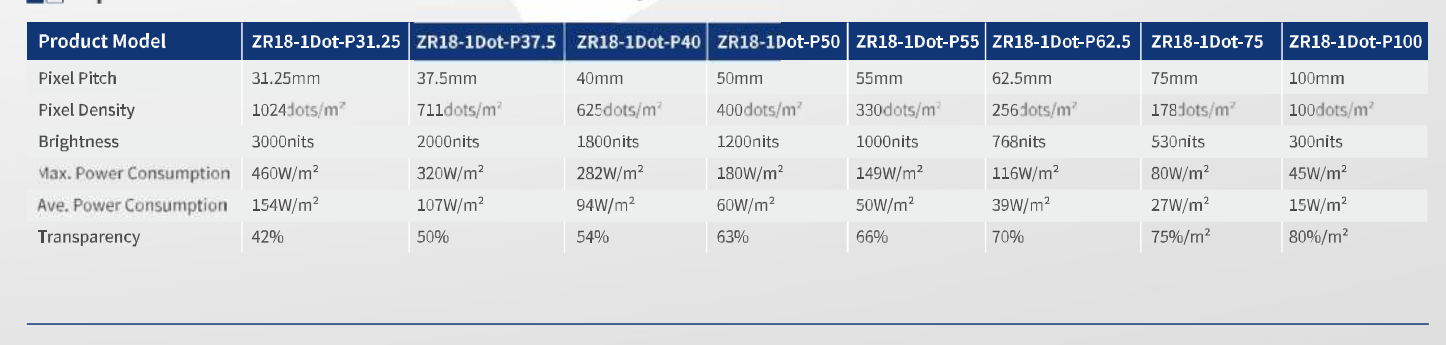 Product Model ZR18-1Dot-P31.25 ZR18-1Dot-P37.5 ZR18-1Dot-P40 ZR18-1Dot-P50 ZR18-1Dot-P55 ZR18-1Dot-P62.5 ZR18-1Dot-75 ZR18-1Dot-P100
Pixel Pitch 31.25mm 37.5mm 40mm 50mm 55mm 62.5mm 75mm 100mm
Pixel Density 1024dots/m² 711dots/m² 625dots/m² 400dots/m² 330dots/m² 256dots/m² 178dots/m² 100dots/m²
Brightness 3000nits 2000nits 1800nits 1200nits 1000nits 768nits 530nits 300nits
Max. Power Consumption 460W/m² 320W/m² 282W/m² 180W/m² 149W/m² 116W/m² 80W/m² 45W/m²
Ave. Power Consumption 154W/m² 107W/m² 94W/m² 60W/m² 50W/m² 39W/m² 27W/m² 15W/m²
Transparency 42% 50% 54% 63% 66% 70% 75%/m² 80%/m²